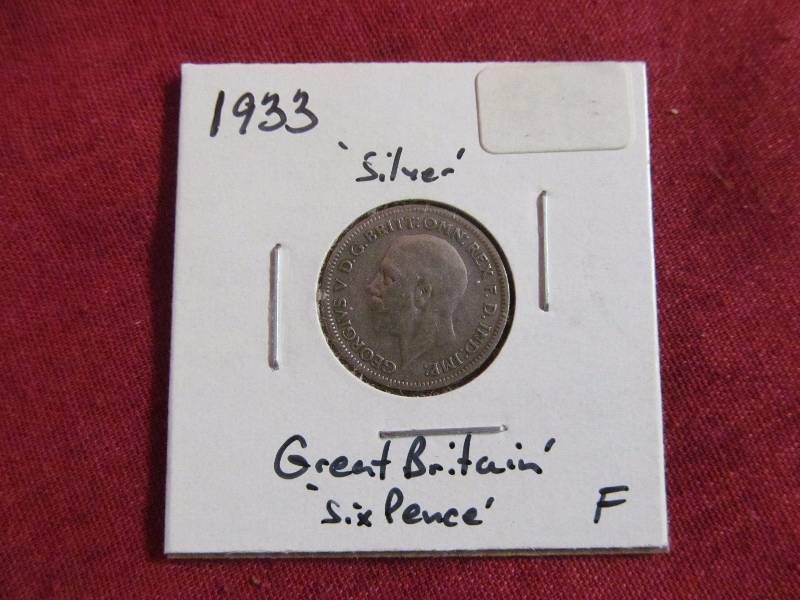 1933
'Silver'
GEORGIVS V D.G.BRITT:OMN:REX.F.D.IND:IMP:
Great Britain'
'Six Pence'
F